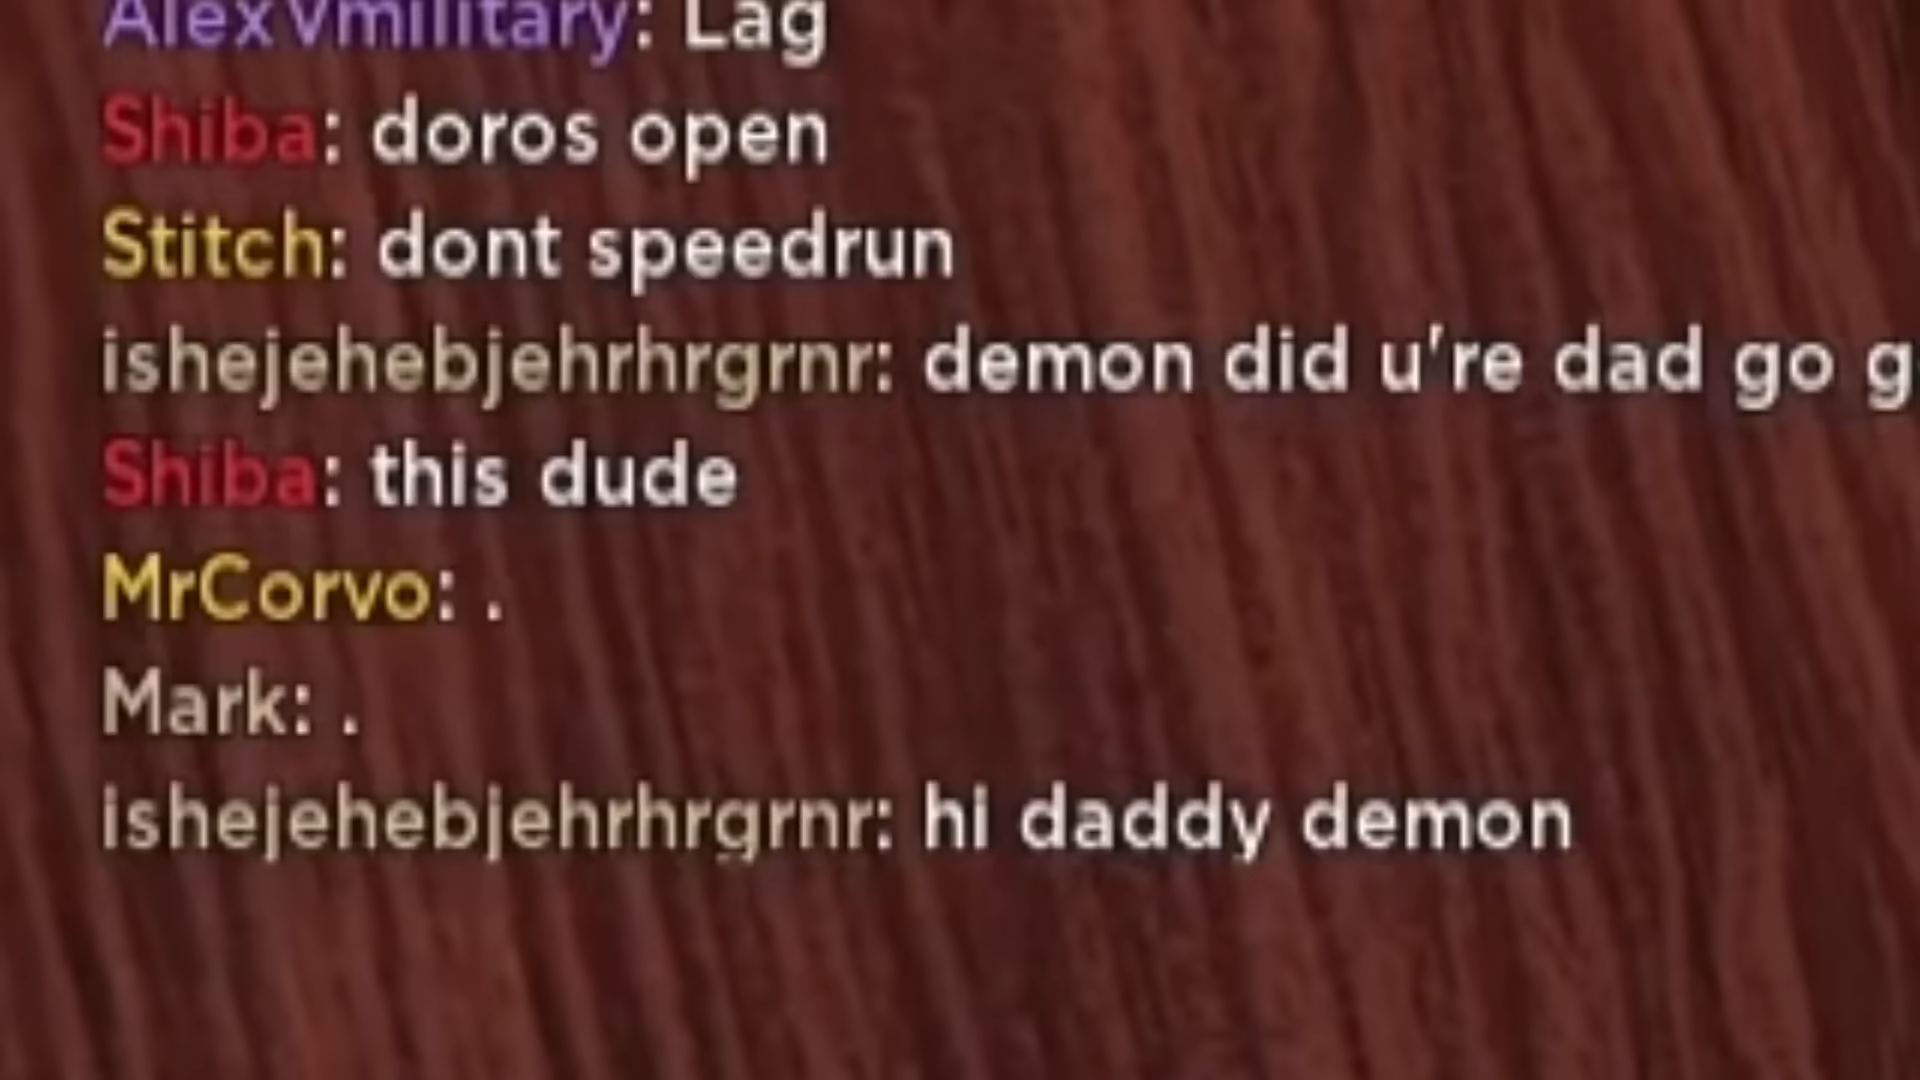 AlexVmilitary: Lag
Shiba: doros open
Stitch: dont speedrun
ishejehebjehrhrgrnr: demon did u're dad go g
Shiba: this dude
MrCorvo: .
Mark: .
ishejehebjehrhrgrnr: hi daddy demon